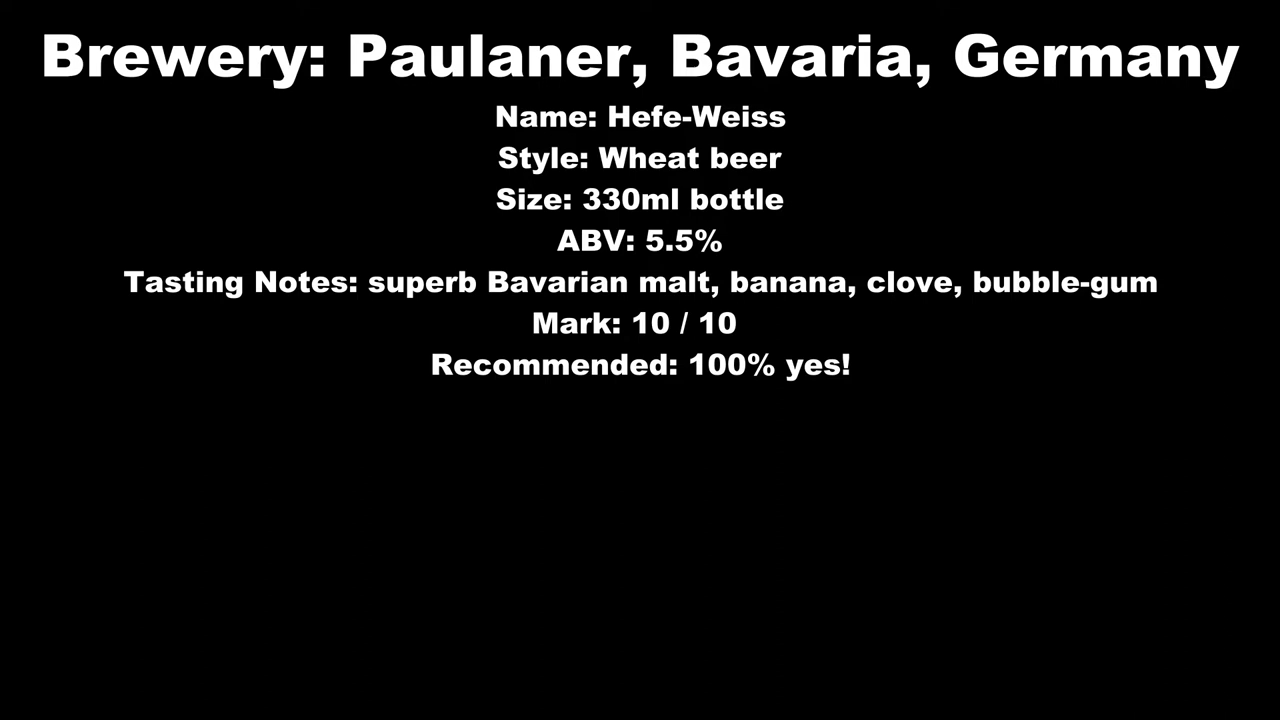 Brewery: Paulaner, Bavaria, Germany
Name: Hefe-Weiss
Style: Wheat beer
Size: 330ml bottle
ABV: 5.5%
Tasting Notes: superb Bavarian malt, banana, clove, bubble-gum
Mark: 10 / 10
Recommended: 100% yes!